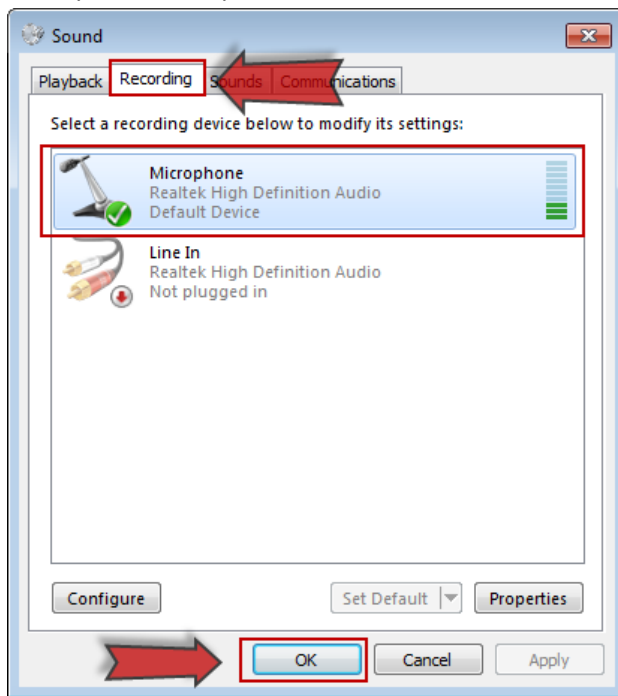 Sound
Playback Recording Sounds Communications
Select a recording device below to modify its settings:
Microphone
Realtek High Definition Audio
Default Device
Line In
Realtek High Definition Audio
Not plugged in
Configure Set Default Properties
OK Cancel Apply